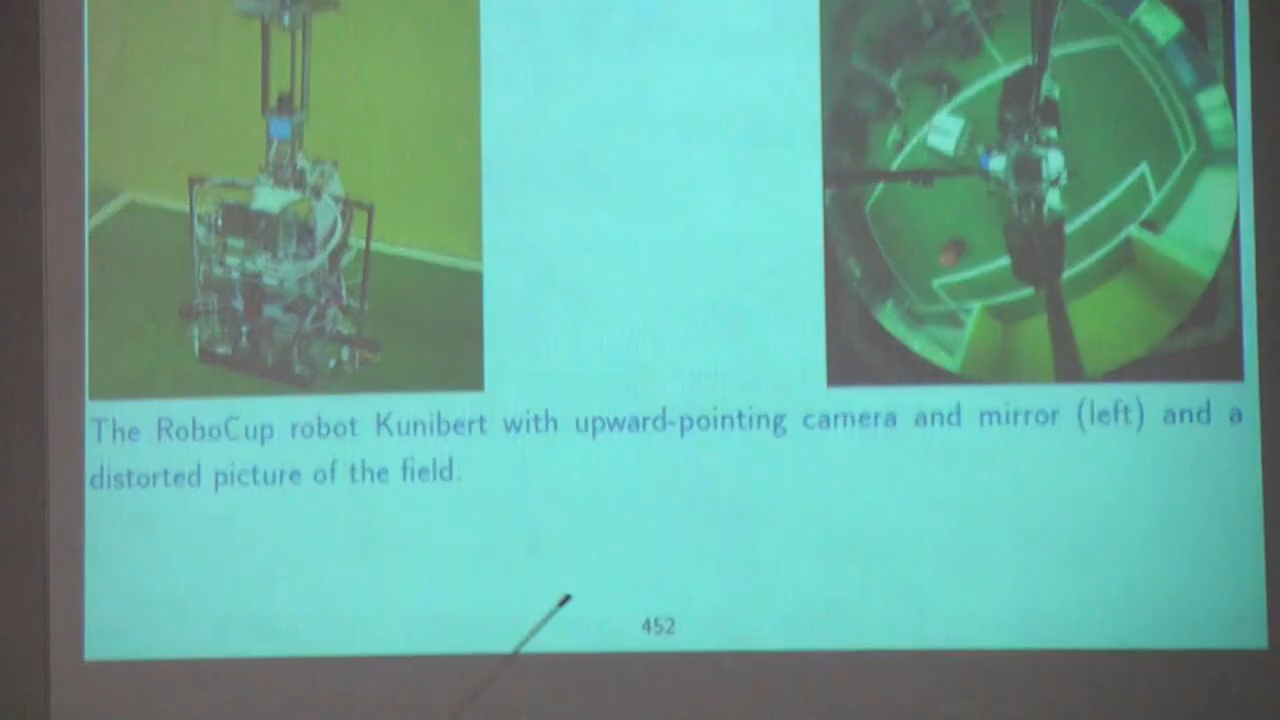 The RoboCup robot Kunibert with upward-pointing camera and mirror (left) and a
distorted picture of the field.
452